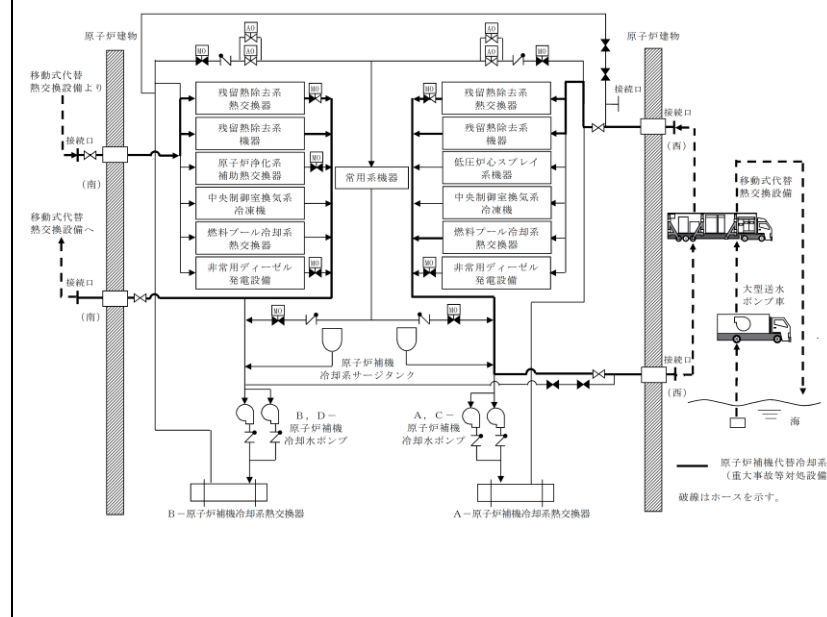 AO
AO
MO
AO
AO
MO
原子炉建物
原子炉建物
移動式代替
熱交換設備より
接続口
(南)
移動式代替
熱交換設備へ
接続口
(南)
残留熱除去系
熱交換器
MO
残留熱除去系
機器
原子炉浄化系
補助熱交換器
MO
中央制御室換気系
冷凍機
燃料プール冷却系
熱交換器
非常用ディーゼル
発電設備
MO
常用系機器
MO
残留熱除去系
熱交換器
残留熱除去系
機器
低圧炉心スプレイ
系機器
中央制御室換気系
冷凍機
燃料プール冷却系
熱交換器
MO
非常用ディーゼル
発電設備
接続口
接続口
(西)
移動式代替
熱交換設備
大型送水
ポンプ車
接続口
(西)
海
MO
MO
原子炉補機
冷却系サージタンク
B,D-
原子炉補機
冷却水ポンプ
A,C-
原子炉補機
冷却水ポンプ
B-原子炉補機冷却系熱交換器
A-原子炉補機冷却系熱交換器
原子炉補機代替冷却系
(重大事故等対処設備
破線はホースを示す。